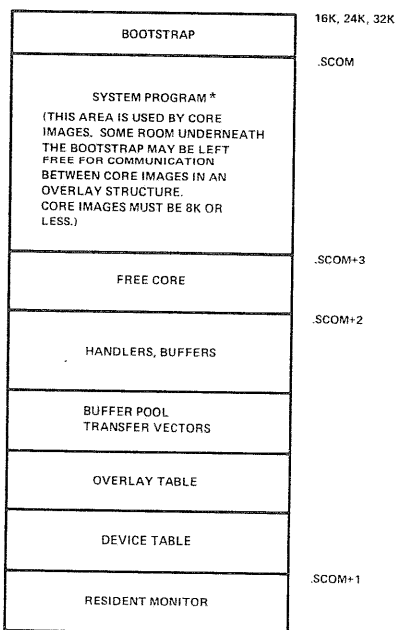 16K, 24K, 32K
BOOTSTRAP
.SCOM
SYSTEM PROGRAM *
(THIS AREA IS USED BY CORE
IMAGES. SOME ROOM UNDERNEATH
THE BOOTSTRAP MAY BE LEFT
FREE FOR COMMUNICATION
BETWEEN CORE IMAGES IN AN
OVERLAY STRUCTURE.
CORE IMAGES MUST BE 8K OR
LESS.)
.SCOM+3
FREE CORE
.SCOM+2
HANDLERS, BUFFERS
BUFFER POOL
TRANSFER VECTORS
OVERLAY TABLE
DEVICE TABLE
.SCOM+1
RESIDENT MONITOR